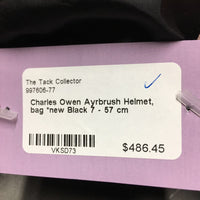 The Tack Collector
997606-77
Charles Owen Ayrbrush Helmet,
bag *new Black 7 - 57 cm
VKSD73
$486.45